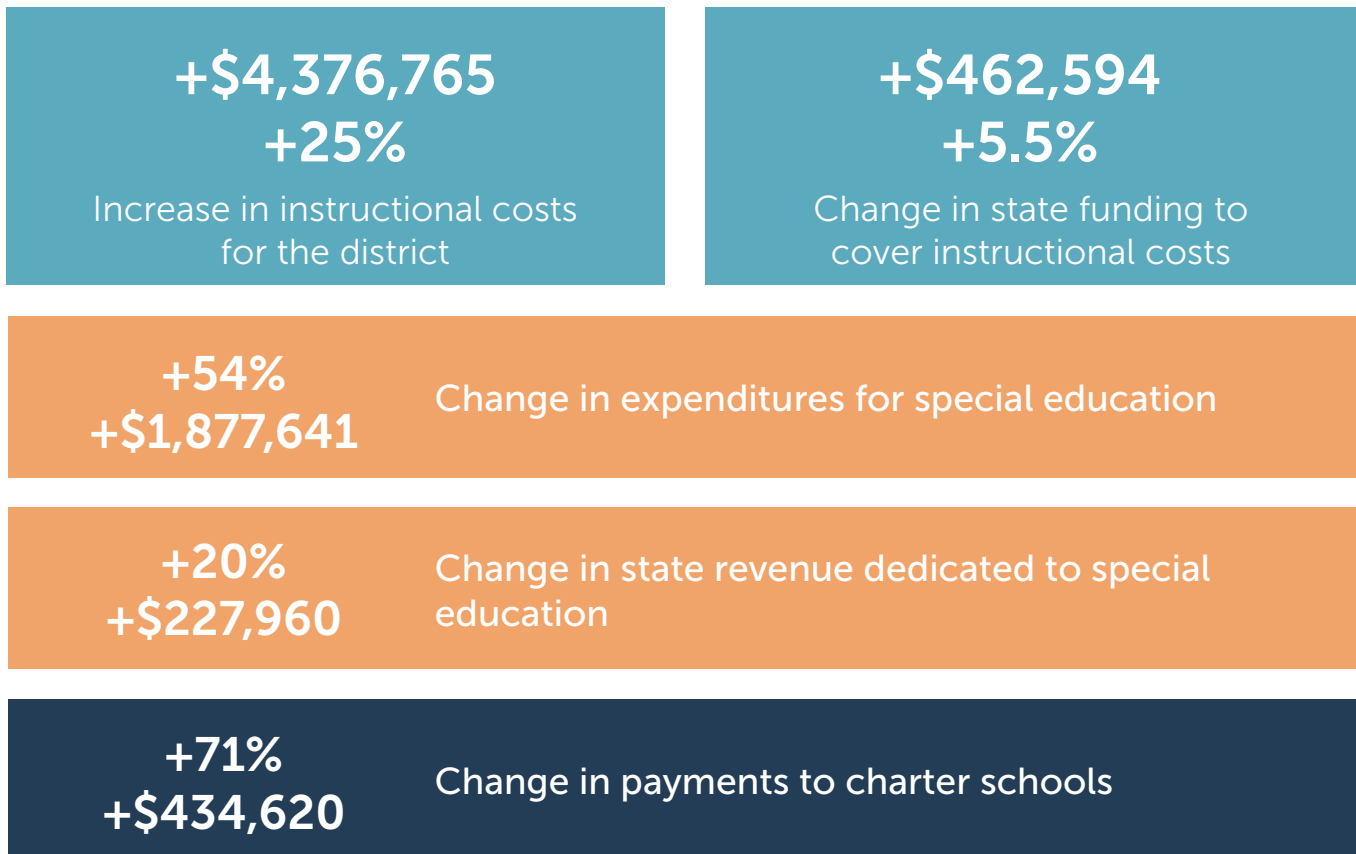 +$4,376,765
+25%
Increase in instructional costs
for the district
+$462,594
+5.5%
Change in state funding to
cover instructional costs
+54%
+$1,877,641
Change in expenditures for special education
+20%
+$227,960
Change in state revenue dedicated to special
education
+71%
+$434,620
Change in payments to charter schools